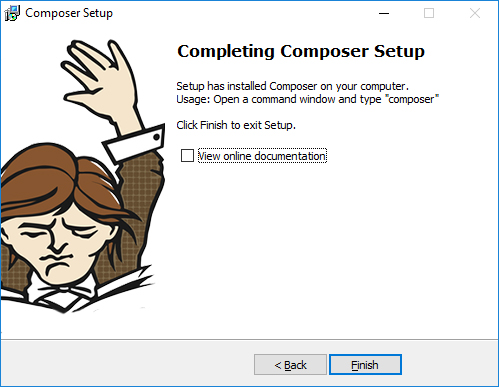 Composer Setup
Completing Composer Setup
Setup has installed Composer on your computer.
Usage: Open a command window and type "composer"
Click Finish to exit Setup.
View online documentation
< Back
Finish